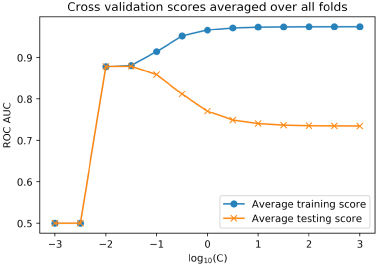 Cross validation scores averaged over all folds
ROC AUC
0.9
0.8
0.7
0.6
0.5
−3
−2
−1
0
1
2
3
log₁₀(C)
Average training score
Average testing score